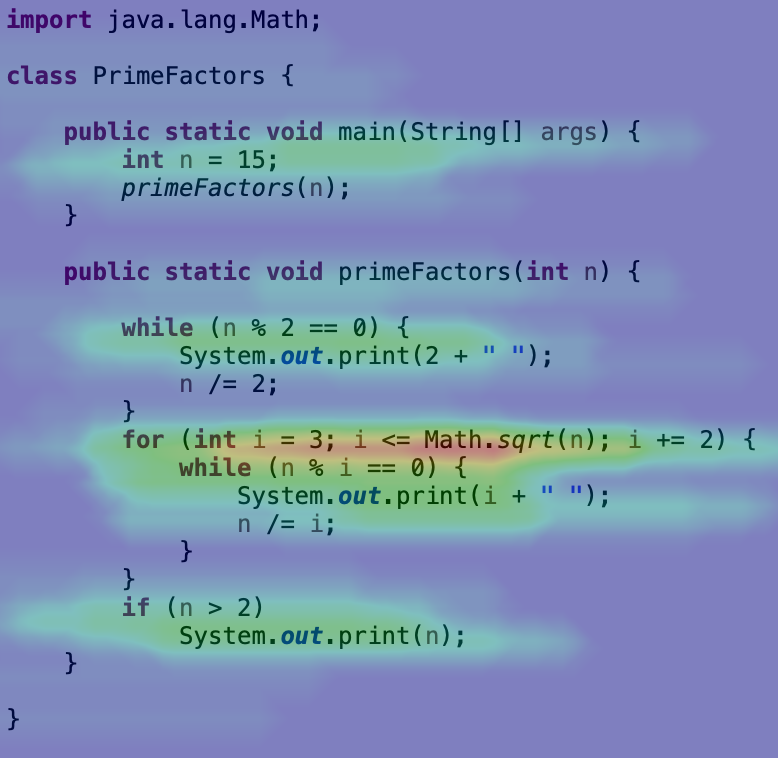 import java.lang.Math;
class PrimeFactors {
public static void main(String[] args) {
int n = 15;
primeFactors(n);
}
public static void primeFactors(int n) {
while (n % 2 == 0) {
System.out.print(2 + " ");
n /= 2;
}
for (int i = 3; i <= Math.sqrt(n); i += 2) {
while (n % i == 0) {
System.out.print(i + " ");
n /= i;
}
}
if (n > 2)
System.out.print(n);
}
}